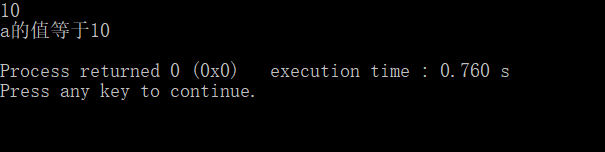 10
a的值等于10
Process returned 0 (0x0)   execution time : 0.760 s
Press any key to continue.